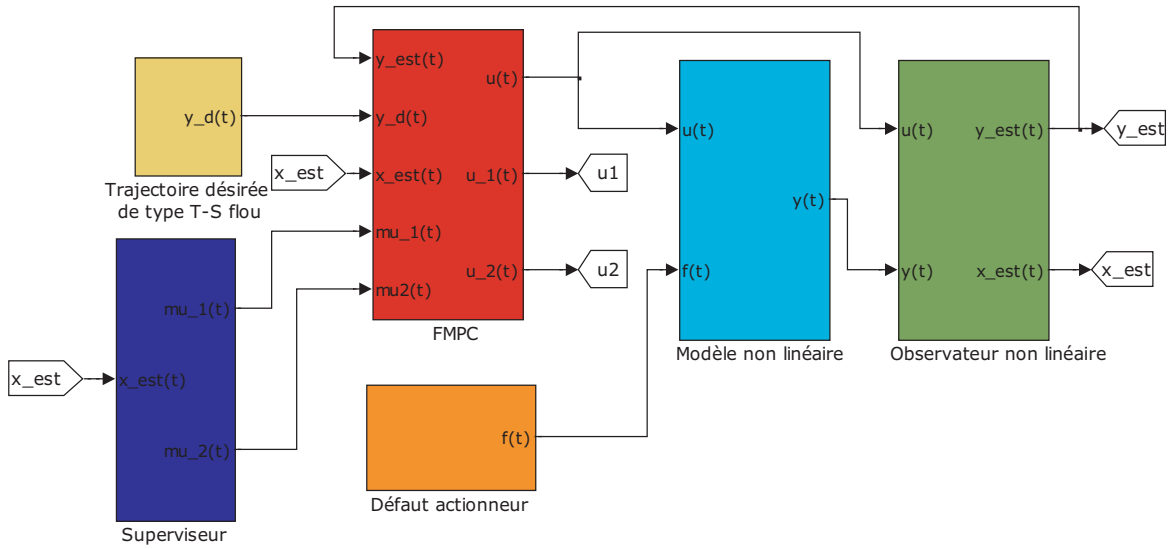 y_d(t)
Trajectoire désirée
de type T-S flou
x_est
x_est(t)
mu_1(t)
mu_2(t)
Superviseur
x_est
y_est(t)
y_d(t)
x_est(t)
mu_1(t)
mu2(t)
u(t)
u_1(t)
u_2(t)
FMPC
u1
u2
f(t)
Défaut actionneur
u(t)
f(t)
y(t)
Modèle non linéaire
u(t)
y(t)
y_est(t)
x_est(t)
Observateur non linéaire
y_est
x_est